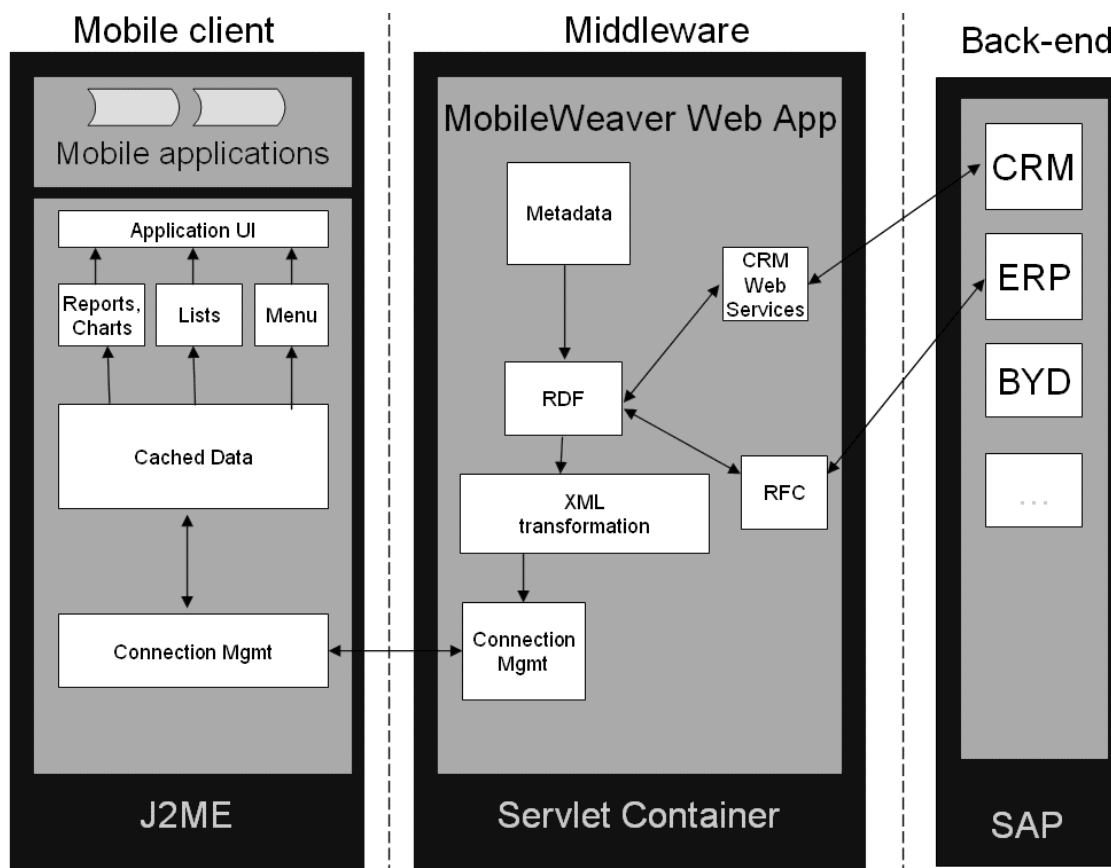 Mobile client
Mobile applications
Application UI
Reports,
Charts
Lists
Menu
Cached Data
Connection Mgmt
J2ME
Middleware
MobileWeaver Web App
Metadata
CRM
Web
Services
RDF
RFC
XML
transformation
Connection
Mgmt
Servlet Container
Back-end
CRM
ERP
BYD
...
SAP